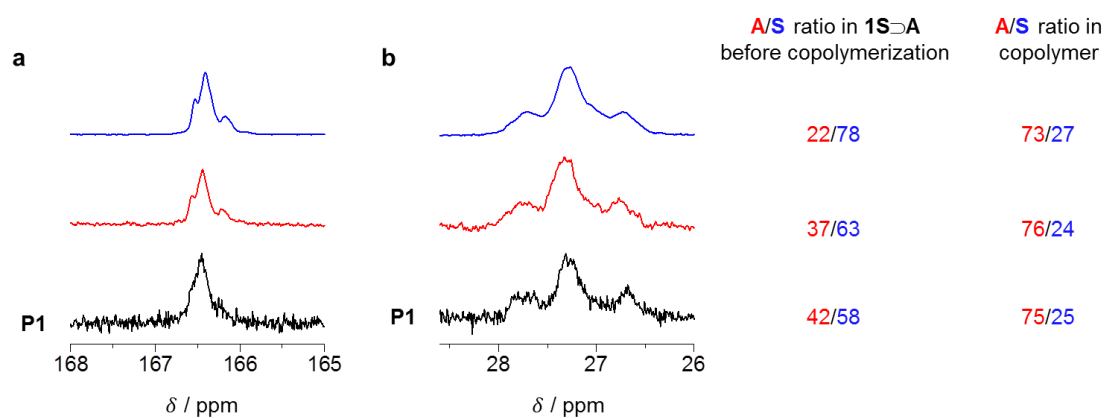 A/S ratio in 1S⊃A
before copolymerization
A/S ratio in
copolymer
a
b
22/78
73/27
37/63
76/24
P1
P1
42/58
75/25
168
167
166
165
28
27
26
δ / ppm
δ / ppm